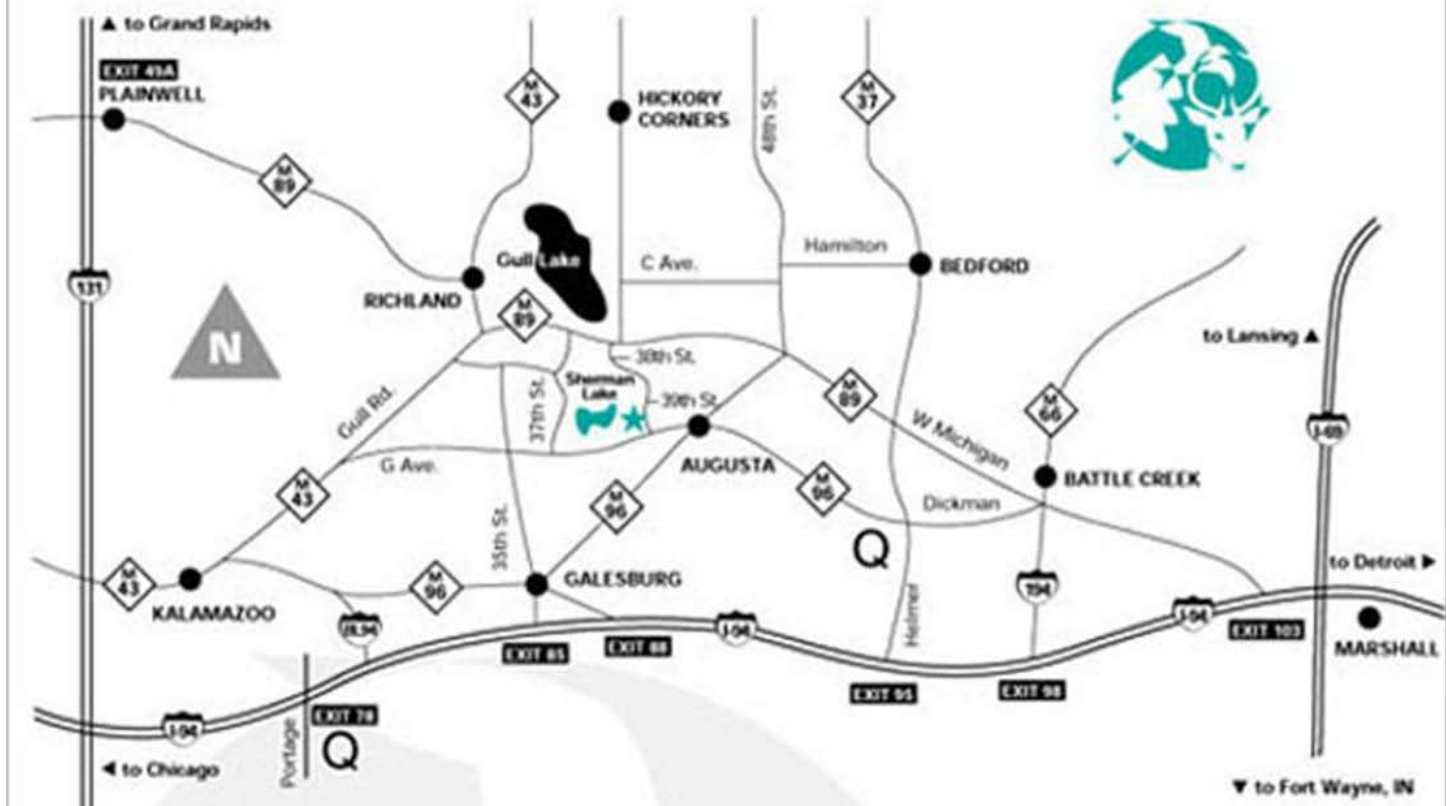 ▲ to Grand Rapids
EXIT 49A
PLAINWELL
M
43
HICKORY
CORNERS
48th St.
M
37
M
89
Gull Lake
C Ave.
Hamilton
BEDFORD
131
RICHLAND
M
89
N
to Lansing ▲
38th St.
Sherman
Lake
37th St.
39th St.
M
89
M
66
Gull Rd.
W Michigan
I-69
G Ave.
AUGUSTA
BATTLE CREEK
M
43
M
96
M
96
Dickman
35th St.
Q
to Detroit ▶
M
43
M
96
GALESBURG
194
KALAMAZOO
Helmer
I-94
EXIT 103
MARSHALL
I-94
EXIT 85
EXIT 88
EXIT 95
EXIT 98
I-94
Portage
EXIT 78
Q
◀ to Chicago
▼ to Fort Wayne, IN